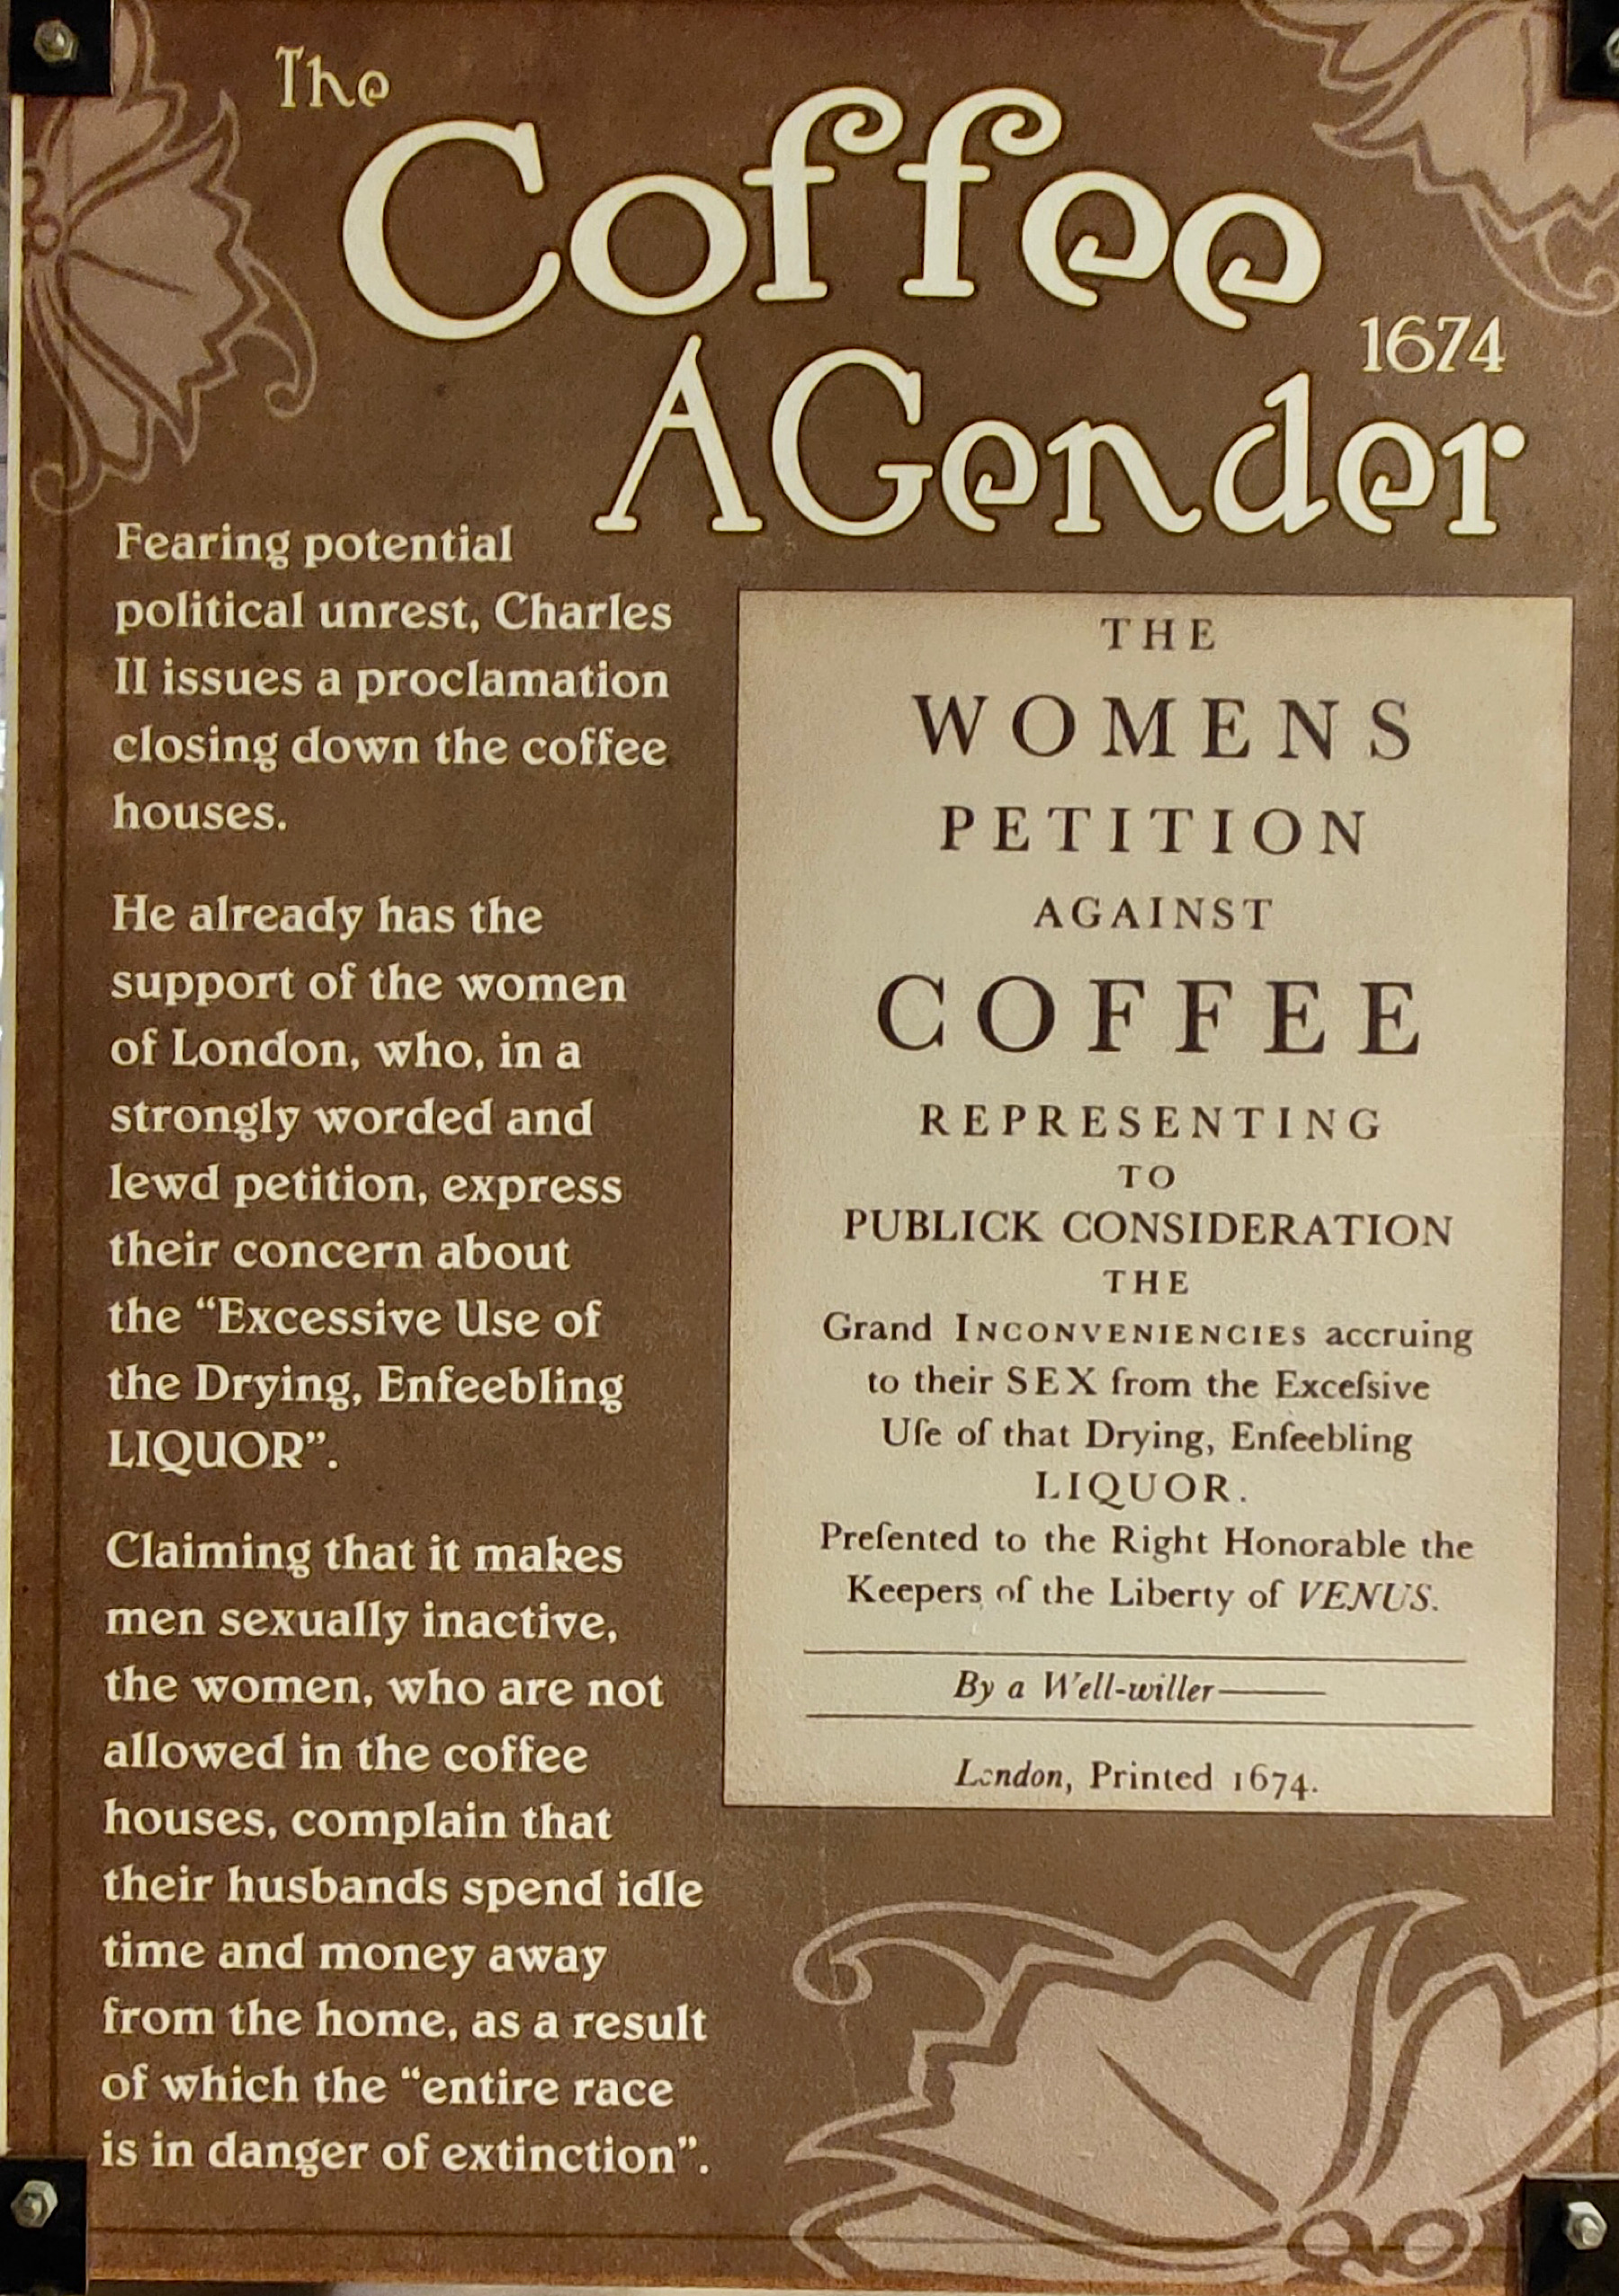 The
Coffee
1674
AGender
Fearing potential
political unrest, Charles
II issues a proclamation
closing down the coffee
houses.
He already has the
support of the women
of London, who, in a
strongly worded and
lewd petition, express
their concern about
the “Excessive Use of
the Drying, Enfeebling
LIQUOR”.
Claiming that it makes
men sexually inactive,
the women, who are not
allowed in the coffee
houses, complain that
their husbands spend idle
time and money away
from the home, as a result
of which the “entire race
is in danger of extinction”.
THE
WOMENS
PETITION
AGAINST
COFFEE
REPRESENTING
TO
PUBLICK CONSIDERATION
THE
Grand INCONVENIENCIES accruing
to their SEX from the Exceſsive
Uſe of that Drying, Enfeebling
LIQUOR.
Preſented to the Right Honorable the
Keepers of the Liberty of VENUS.
By a Well-willer——
London, Printed 1674.